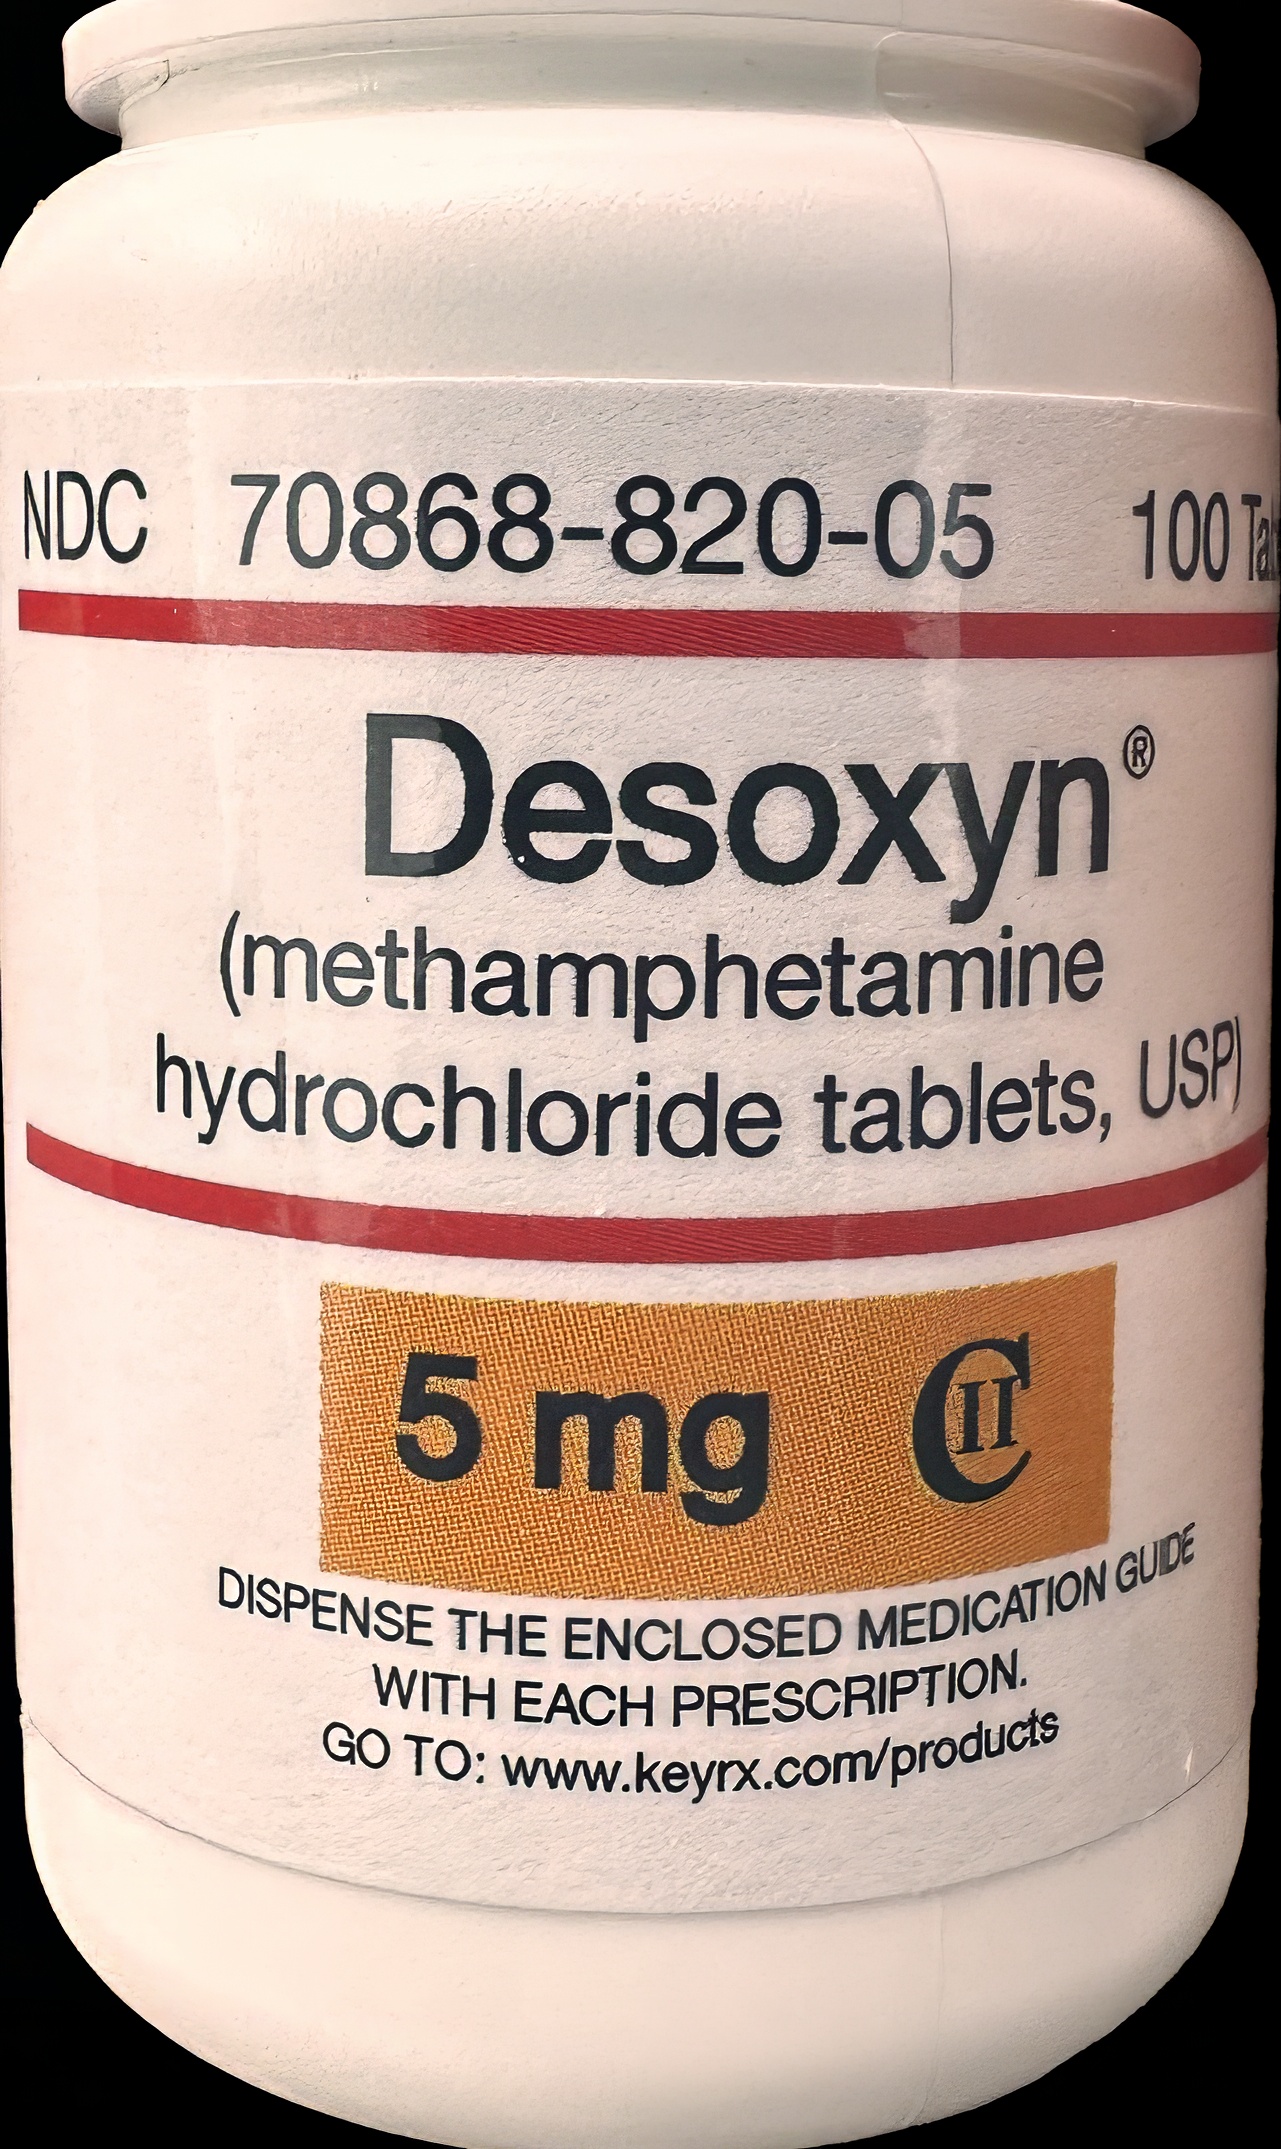 NDC 70868-820-05 100
Desoxyn®
(methamphetamine
hydrochloride tablets, USP)
5 mg CII
DISPENSE THE ENCLOSED MEDICATION GUIDE
WITH EACH PRESCRIPTION.
GO TO: www.keyrx.com/products